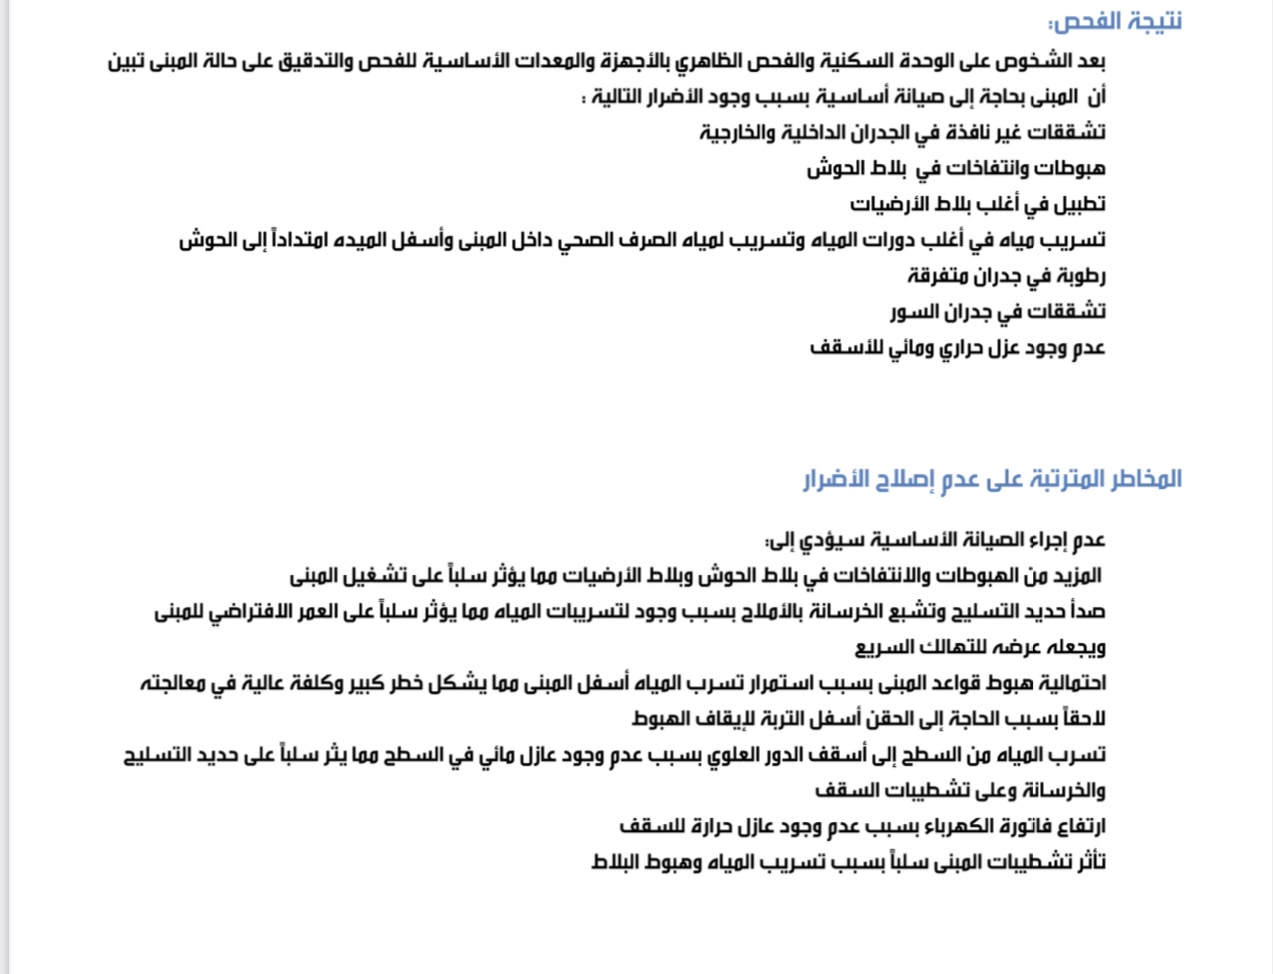 نتيجة الفحص:
بعد الشخوص على الوحدة السكنية والفحص الظاهري بالأجهزة والمعدات الأساسية للفحص والتدقيق على حالة المبنى تبين
أن المبنى بحاجة إلى صيانة أساسية بسبب وجود الأضرار التالية :
تشققات غير نافذة في الجدران الداخلية والخارجية
هبوطات وانتفاخات في بلاط الحوش
تطبيل في أغلب بلاط الأرضيات
تسريب مياه في أغلب دورات المياه وتسريب لمياه الصرف الصحي داخل المبنى وأسفل الميده امتداداً إلى الحوش
رطوبة في جدران متفرقة
تشققات في جدران السور
عدم وجود عزل حراري ومائي للأسقف
المخاطر المترتبة على عدم إصلاح الأضرار
عدم إجراء الصيانة الأساسية سيؤدي إلى:
المزيد من الهبوطات والانتفاخات في بلاط الحوش وبلاط الأرضيات مما يؤثر سلباً على تشغيل المبنى
صدأ حديد التسليح وتشبع الخرسانة بالأملاح بسبب وجود لتسريبات المياه مما يؤثر سلباً على العمر الافتراضي للمبنى
ويجعله عرضه للتهالك السريع
احتمالية هبوط قواعد المبنى بسبب استمرار تسرب المياه أسفل المبنى مما يشكل خطر كبير وكلفة عالية في معالجته
لاحقاً بسبب الحاجة إلى الحقن أسفل التربة لإيقاف الهبوط
تسرب المياه من السطح إلى أسقف الدور العلوي بسبب عدم وجود عازل مائي في السطح مما يثر سلباً على حديد التسليح
والخرسانة وعلى تشطيبات السقف
ارتفاع فاتورة الكهرباء بسبب عدم وجود عازل حرارة للسقف
تأثر تشطيبات المبنى سلباً بسبب تسريب المياه وهبوط البلاط